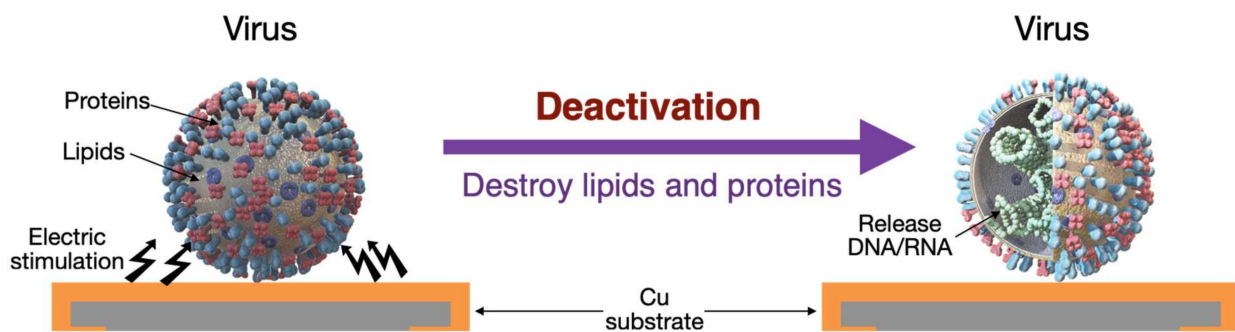 Virus
Proteins
Lipids
Electric
stimulation
Deactivation
Destroy lipids and proteins
Cu
substrate
Virus
Release
DNA/RNA